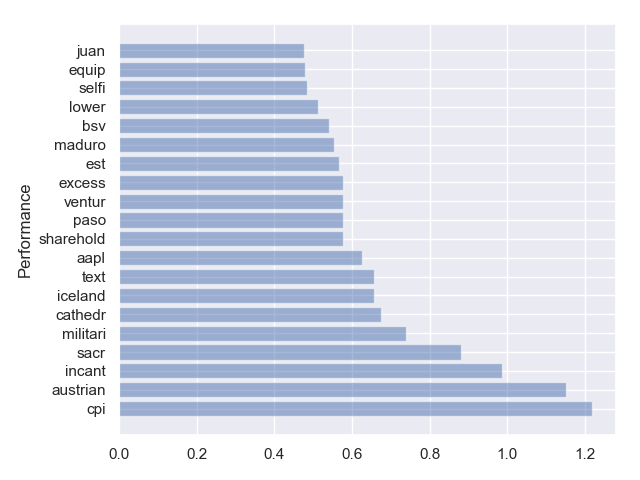 juan
equip
selfi
lower
bsv
maduro
est
excess
ventur
paso
sharehold
aapl
text
iceland
cathedr
militari
sacr
incant
austrian
cpi
Performance
0.0 0.2 0.4 0.6 0.8 1.0 1.2